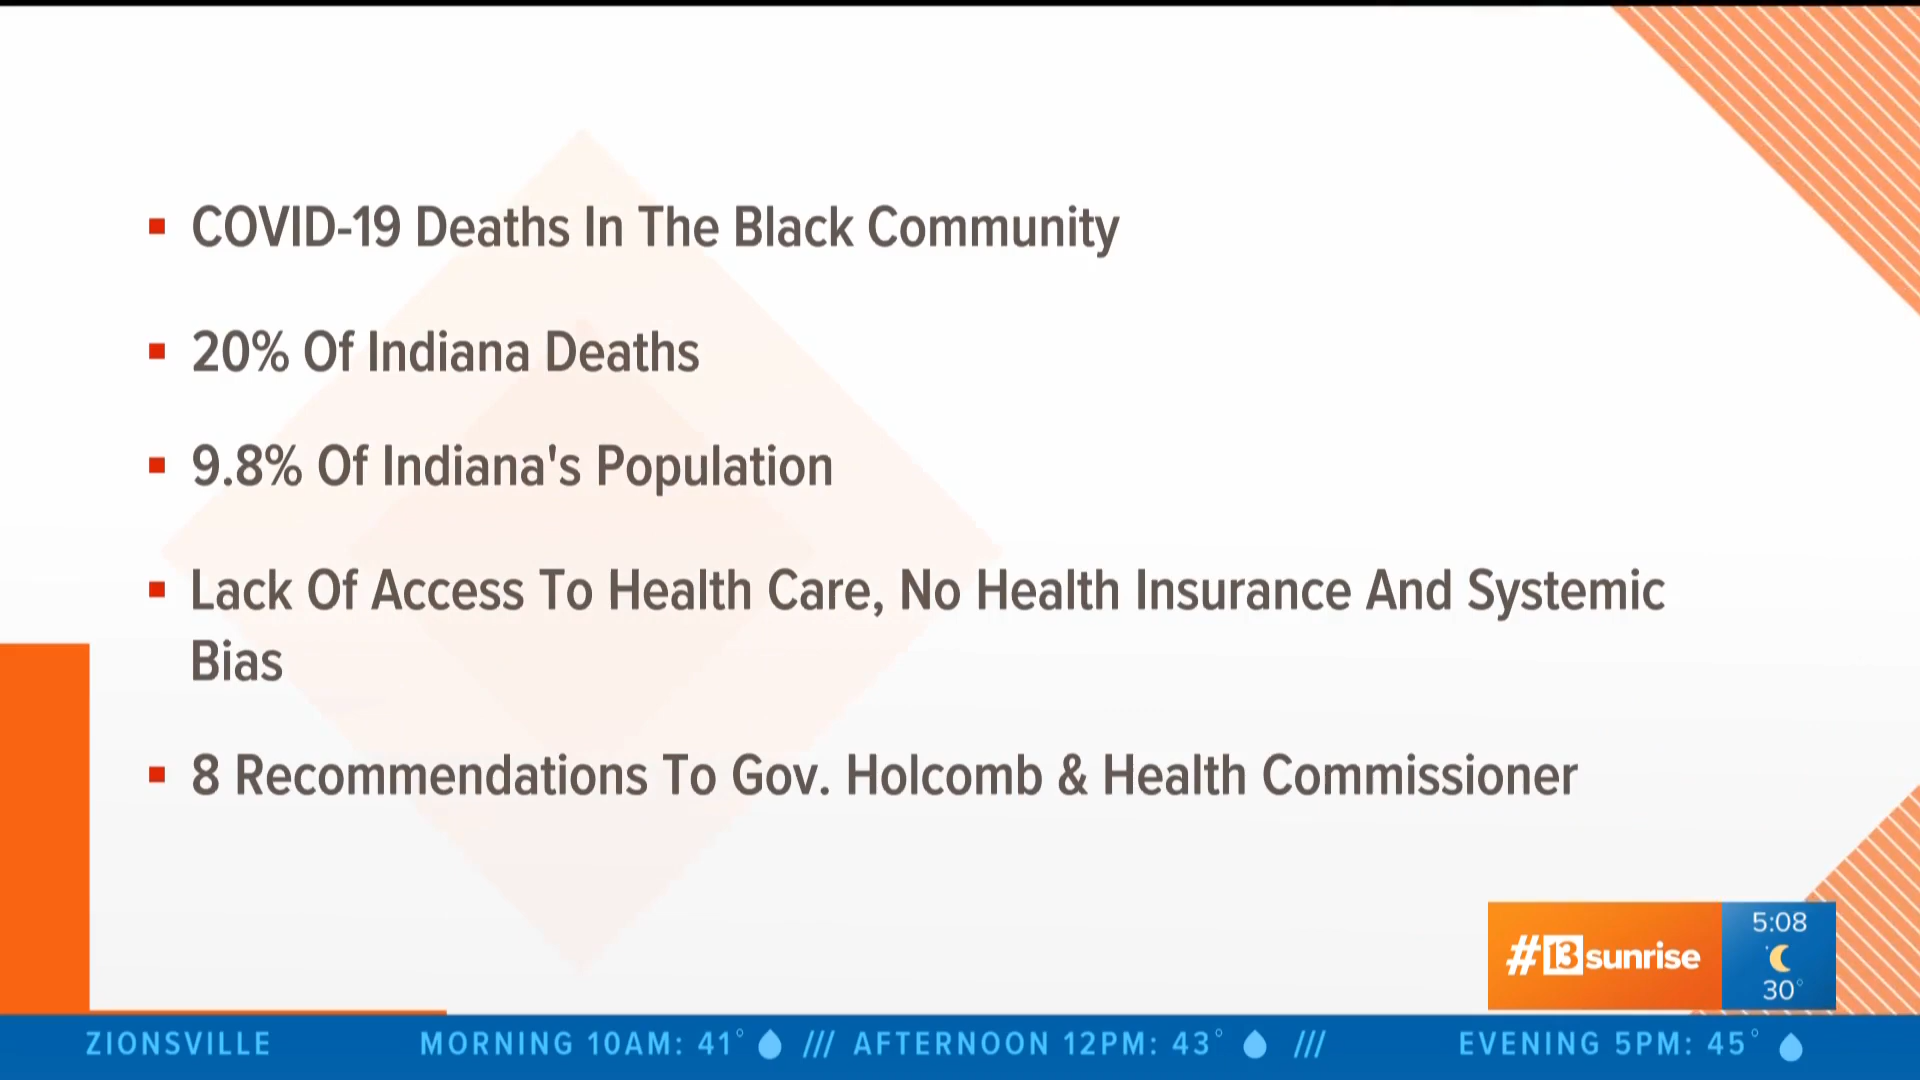 COVID-19 Deaths In The Black Community
20% Of Indiana Deaths
9.8% Of Indiana's Population
Lack Of Access To Health Care, No Health Insurance And Systemic
Bias
8 Recommendations To Gov. Holcomb & Health Commissioner
#13sunrise
5:08
30°
ZIONSVILLE MORNING 10AM: 41° /// AFTERNOON 12PM: 43° /// EVENING 5PM: 45°